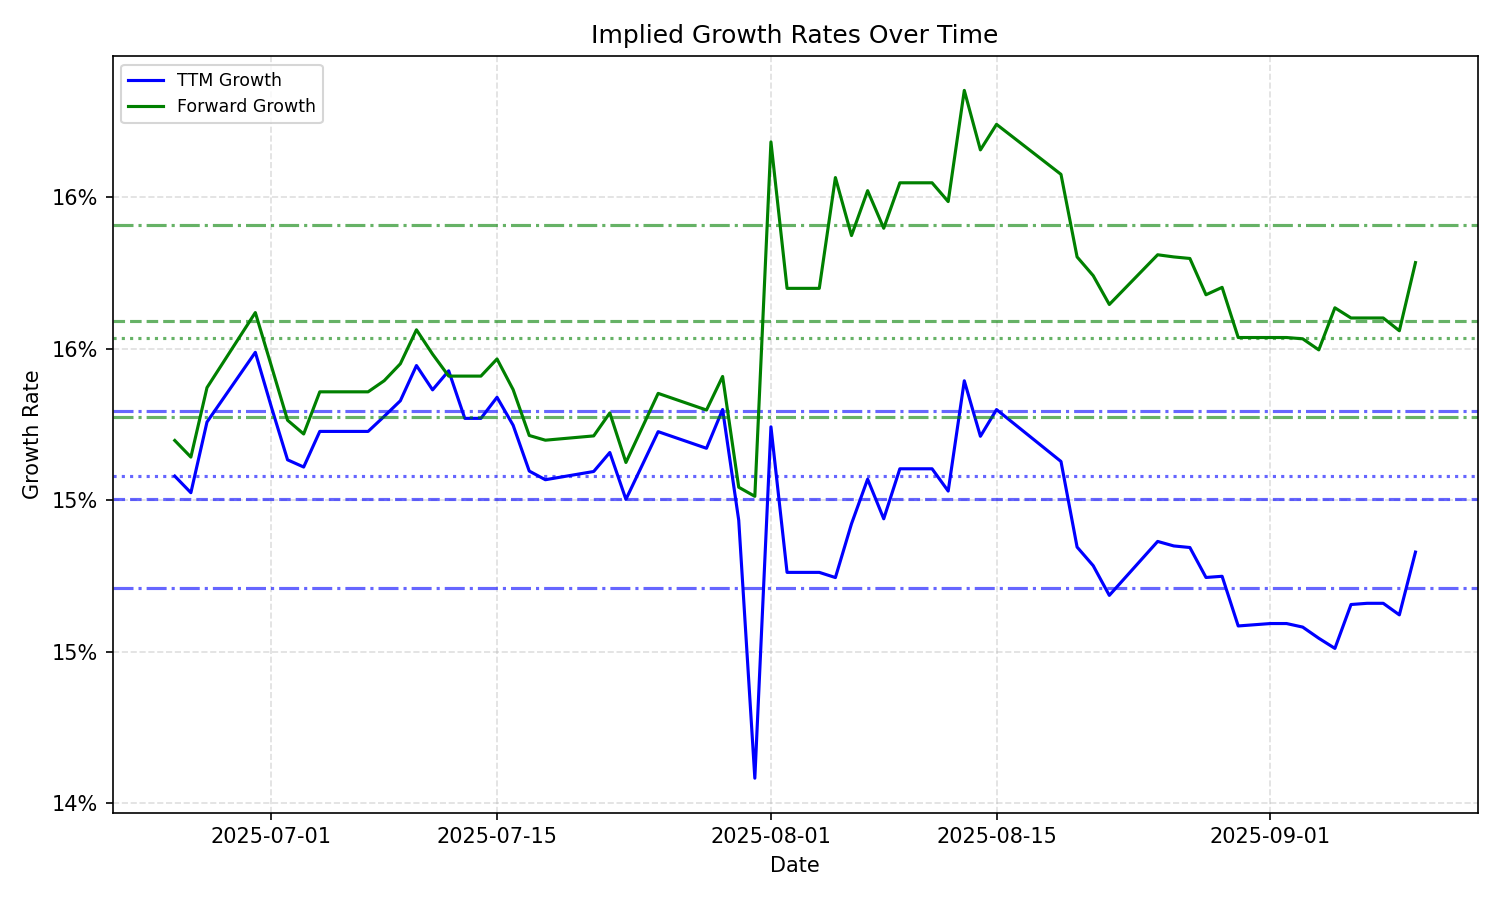 Implied Growth Rates Over Time
TTM Growth
Forward Growth
16%
16%
15%
15%
14%
Growth Rate
2025-07-01
2025-07-15
2025-08-01
2025-08-15
2025-09-01
Date